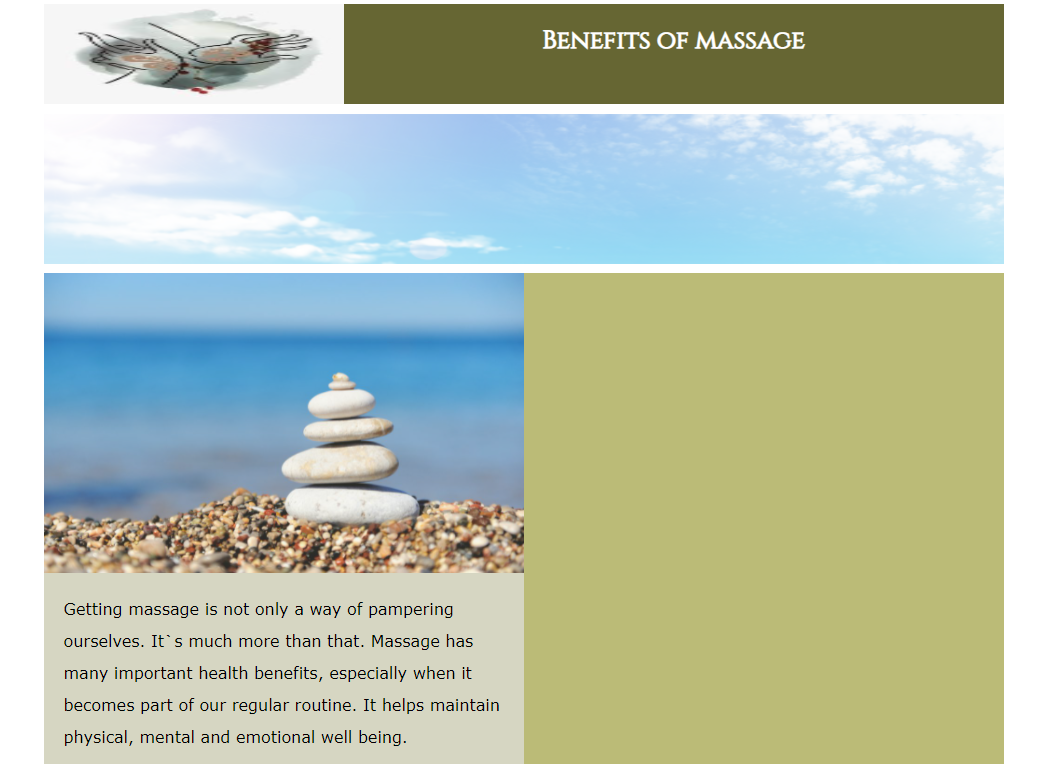 Benefits of massage
Getting massage is not only a way of pampering
ourselves. It`s much more than that. Massage has
many important health benefits, especially when it
becomes part of our regular routine. It helps maintain
physical, mental and emotional well being.